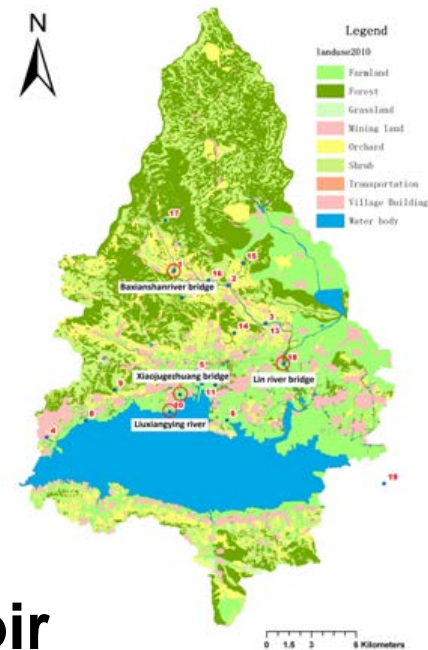 N
Legend
landuse2010
Farmland
Forest
Grassland
Mining land
Orchard
Shrub
Transportation
Village Building
Water body
17
15
1
16
2
Baxianshanriver bridge
3
13
14
18
5
Xiaojugezhuang bridge
Lin river bridge
9
11
10
8
6
Liuxiangying river
4
19
oir
0 1.5 3 6 Kilometers